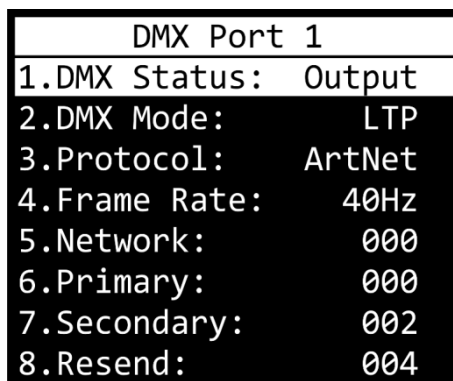 DMX Port 1
1.DMX Status: Output
2.DMX Mode: LTP
3.Protocol: ArtNet
4.Frame Rate: 40Hz
5.Network: 000
6.Primary: 000
7.Secondary: 002
8.Resend: 004